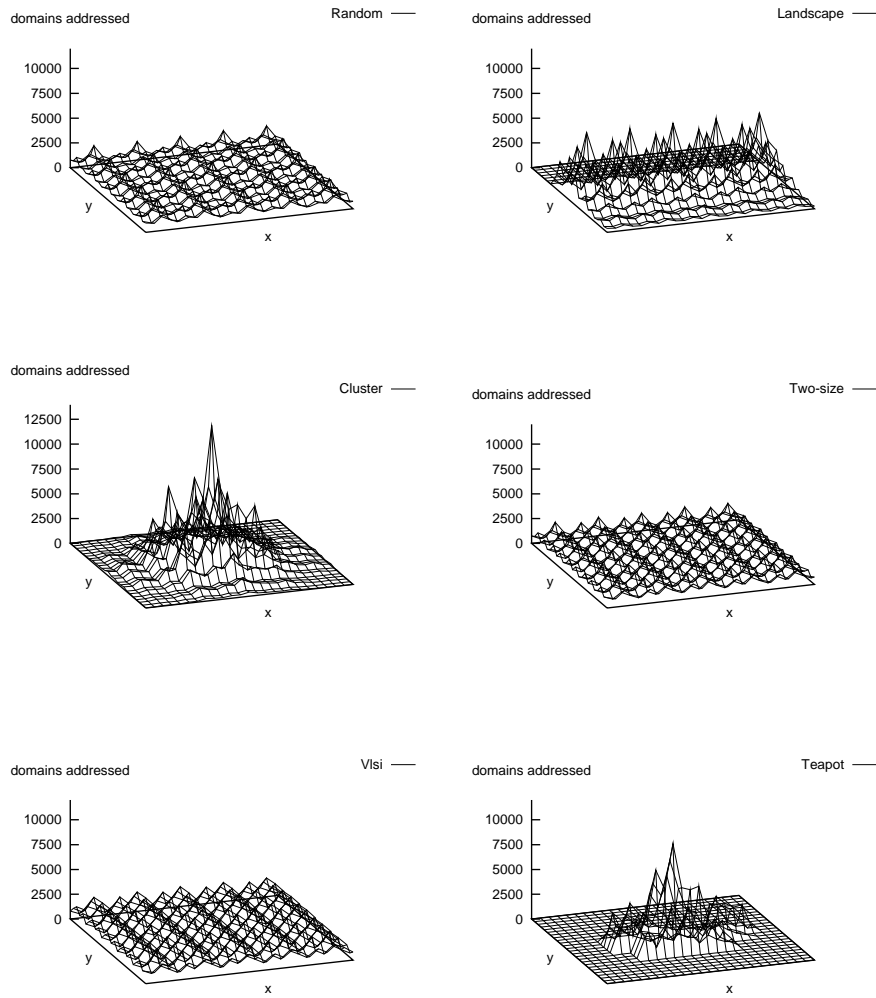 domains addressed
Random
10000
7500
5000
2500
0
y
x
domains addressed
Landscape
10000
7500
5000
2500
0
y
x
domains addressed
Cluster
12500
10000
7500
5000
2500
0
y
x
domains addressed
Two-size
10000
7500
5000
2500
0
y
x
domains addressed
Vlsi
10000
7500
5000
2500
0
y
x
domains addressed
Teapot
10000
7500
5000
2500
0
y
x